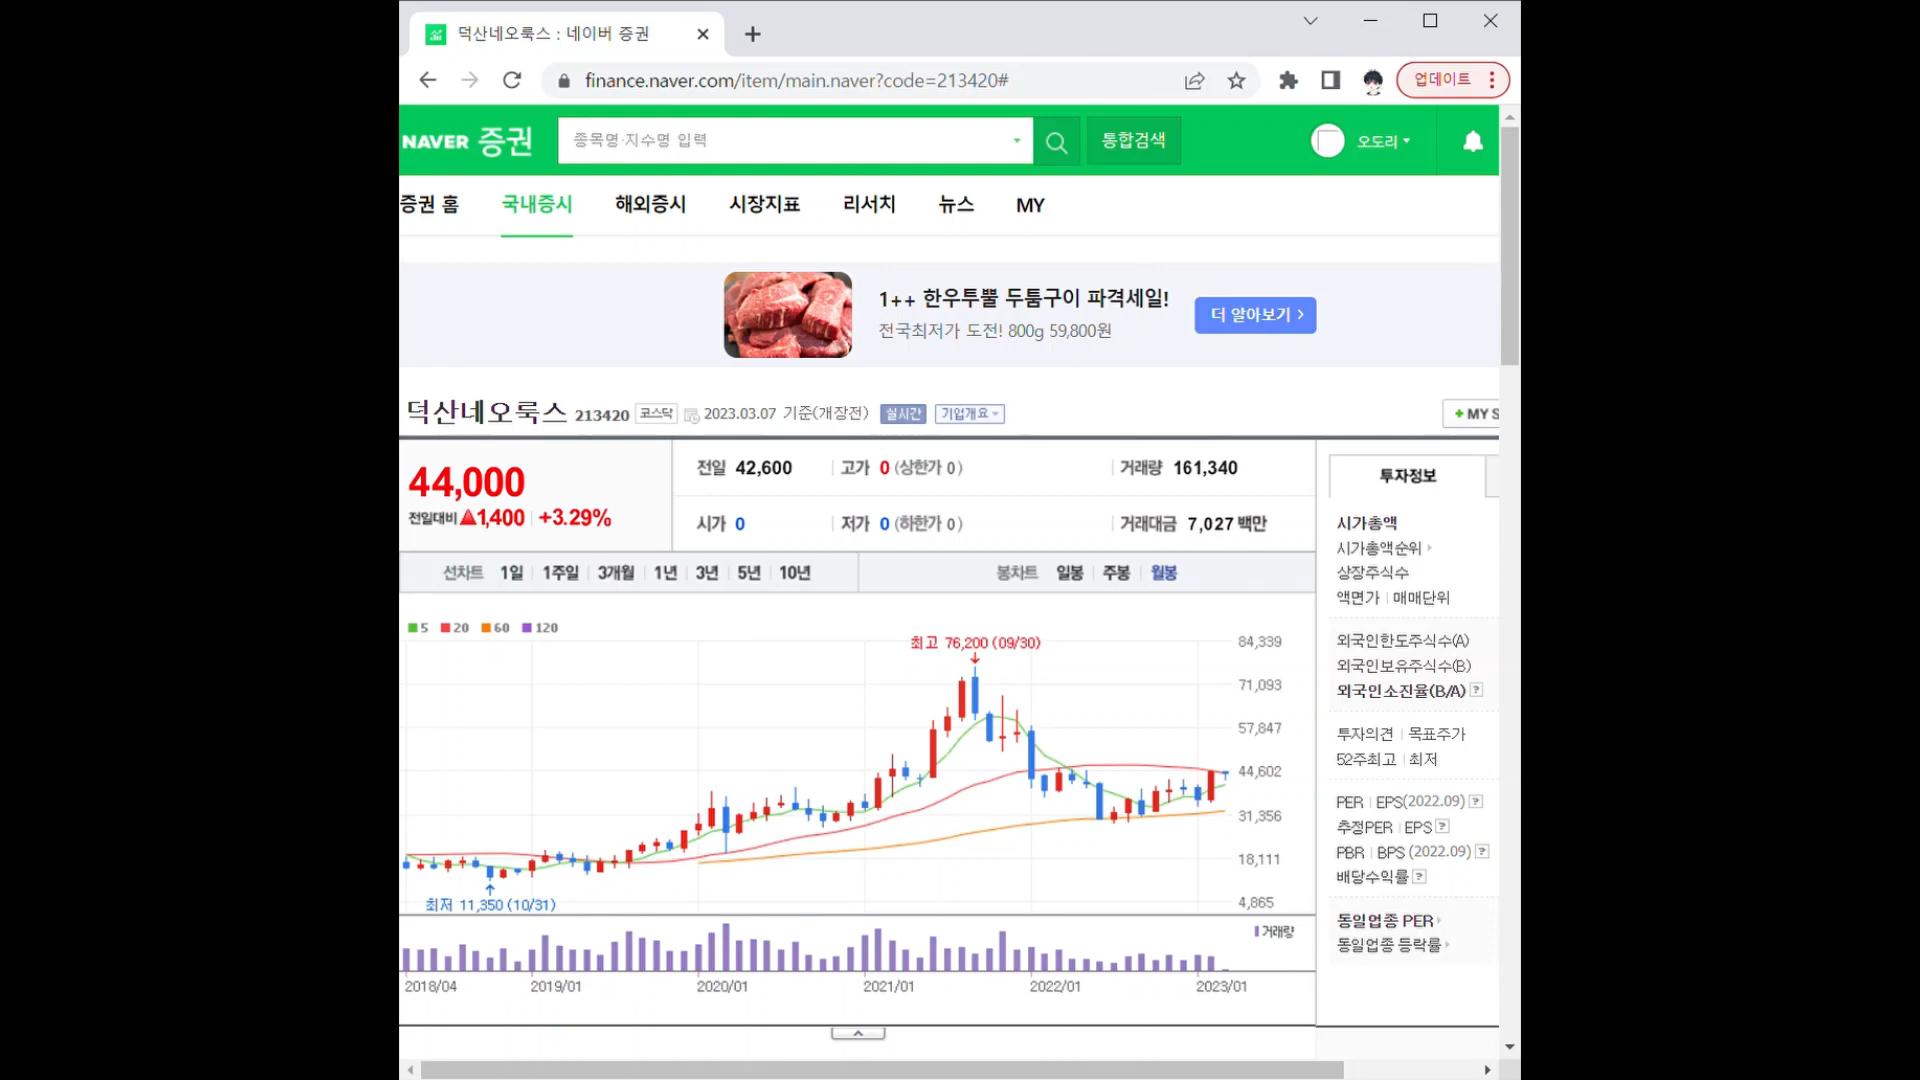 덕산네오룩스 : 네이버 증권
finance.naver.com/item/main.naver?code=213420#
업데이트
NAVER 증권
종목명·지수명 입력
통합검색
오도리
증권 홈 국내증시 해외증시 시장지표 리서치 뉴스 MY
1++ 한우투뿔 두툼구이 파격세일!
전국최저가 도전! 800g 59,800원
더 알아보기 >
덕산네오룩스 213420 코스닥 2023.03.07 기준(개장전) 실시간 기업개요
+ MY S
44,000
전일대비 ▲1,400 +3.29%
전일 42,600 고가 0 (상한가 0) 거래량 161,340
시가 0 저가 0 (하한가 0) 거래대금 7,027 백만
선차트 1일 1주일 3개월 1년 3년 5년 10년
봉차트 일봉 주봉 월봉
5 20 60 120
최고 76,200 (09/30)
84,339
71,093
57,847
44,602
31,356
18,111
4,865
최저 11,350 (10/31)
거래량
2018/04 2019/01 2020/01 2021/01 2022/01 2023/01
투자정보
시가총액
시가총액순위
상장주식수
액면가 매매단위
외국인한도주식수(A)
외국인보유주식수(B)
외국인소진율(B/A) ?
투자의견 목표주가
52주최고 최저
PER EPS(2022.09) ?
추정PER EPS ?
PBR BPS (2022.09) ?
배당수익률 ?
동일업종 PER
동일업종 등락률